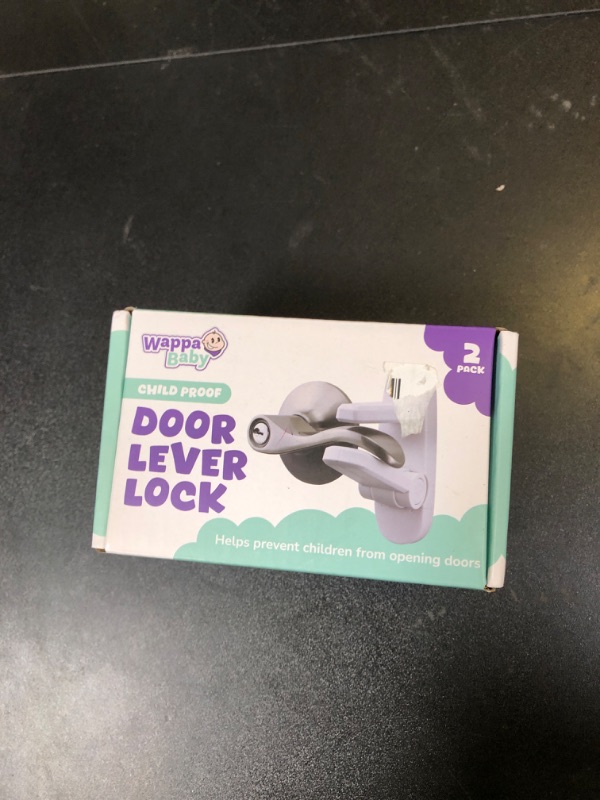 Wappa
Baby
2
PACK
CHILD PROOF
DOOR
LEVER
LOCK
Helps prevent children from opening doors